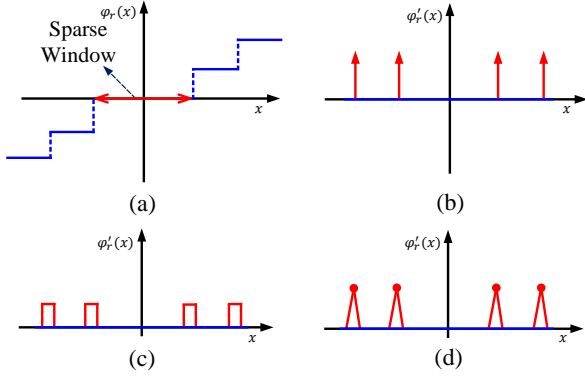 φᵣ(x)
Sparse
Window
x
(a)
φ′ᵣ(x)
x
(b)
φ′ᵣ(x)
x
(c)
φ′ᵣ(x)
x
(d)